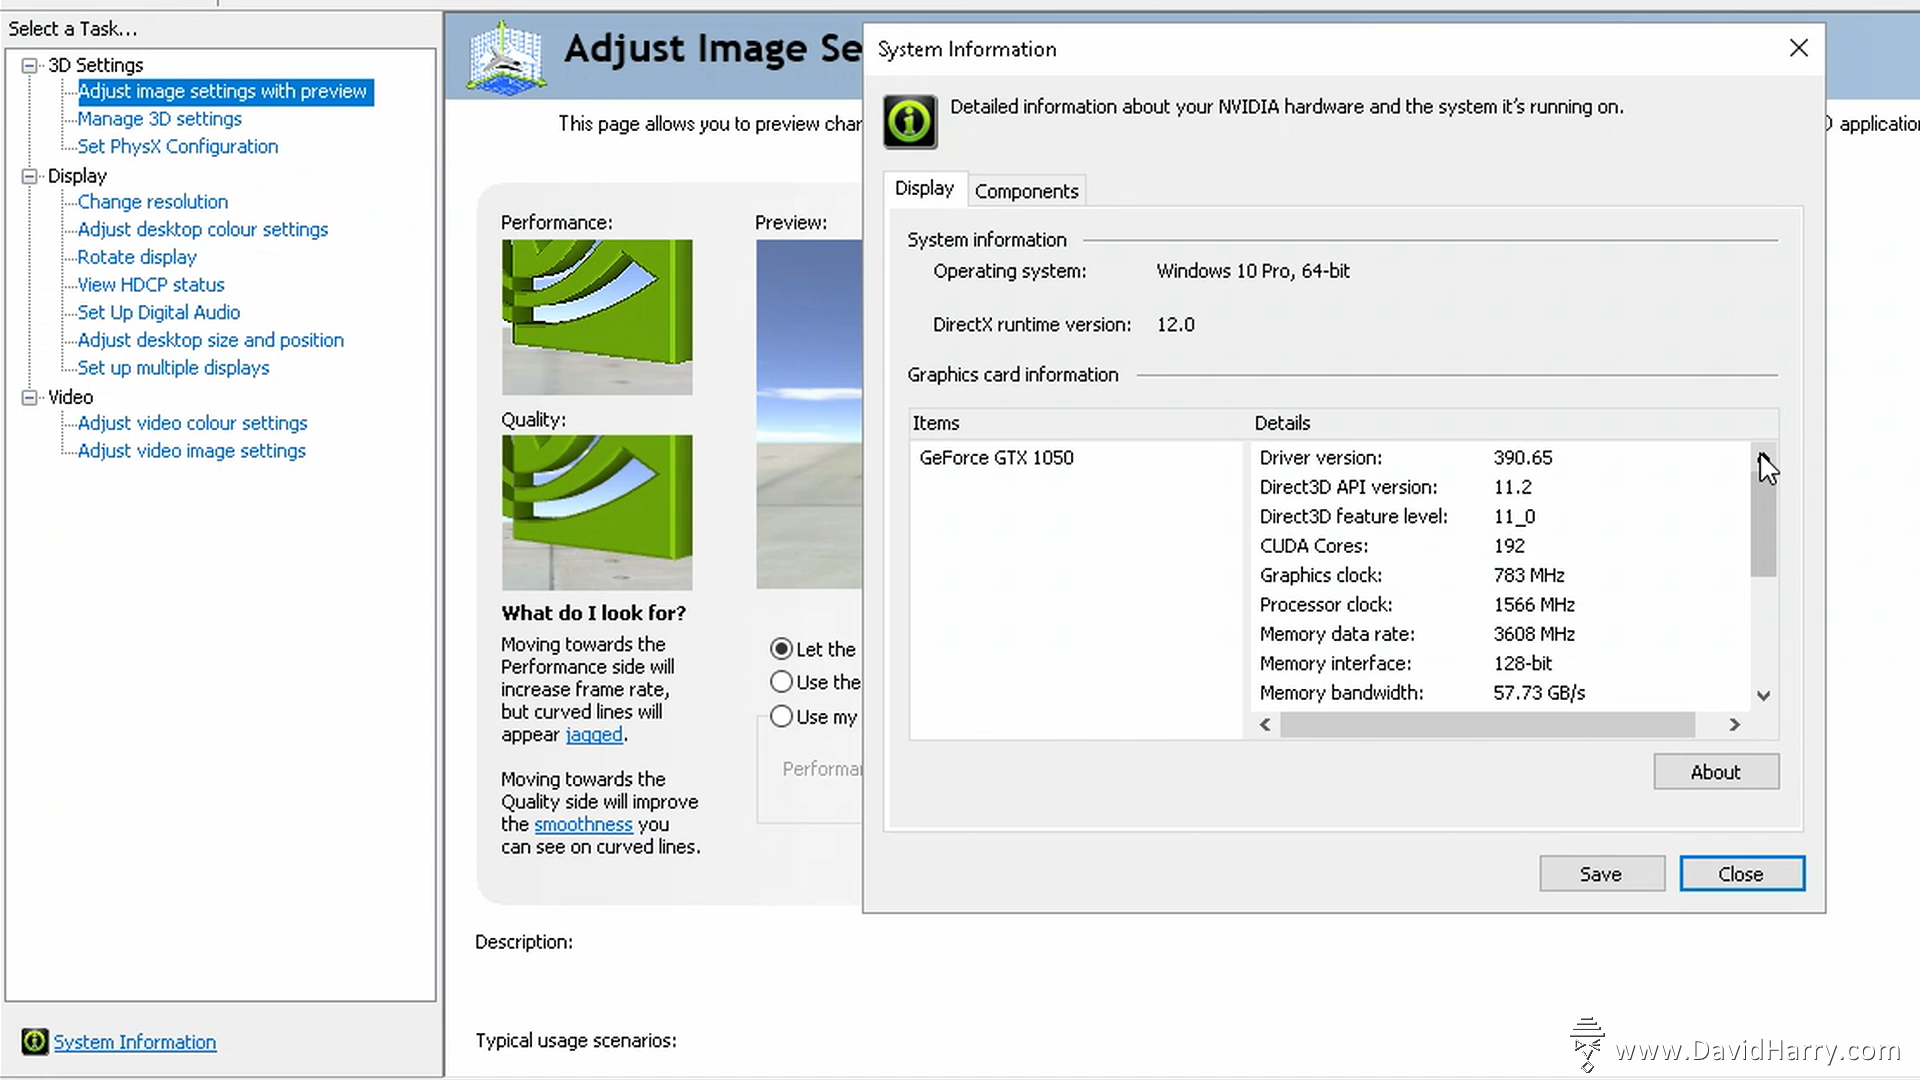 Select a Task...
3D Settings
Adjust image settings with preview
Manage 3D settings
Set PhysX Configuration
Display
Change resolution
Adjust desktop colour settings
Rotate display
View HDCP status
Set Up Digital Audio
Adjust desktop size and position
Set up multiple displays
Video
Adjust video colour settings
Adjust video image settings
System Information
Adjust Image Se
This page allows you to preview char
applicatio
Performance:
Preview:
Quality:
What do I look for?
Moving towards the
Performance side will
increase frame rate,
but curved lines will
appear jagged.
Moving towards the
Quality side will improve
the smoothness you
can see on curved lines.
Let the
Use the
Use my
Performa
Description:
Typical usage scenarios:
System Information
Detailed information about your NVIDIA hardware and the system it's running on.
Display Components
System information
Operating system: Windows 10 Pro, 64-bit
DirectX runtime version: 12.0
Graphics card information
Items Details
GeForce GTX 1050 Driver version: 390.65
Direct3D API version: 11.2
Direct3D feature level: 11_0
CUDA Cores: 192
Graphics clock: 783 MHz
Processor clock: 1566 MHz
Memory data rate: 3608 MHz
Memory interface: 128-bit
Memory bandwidth: 57.73 GB/s
About
Save Close
www.DavidHarry.com